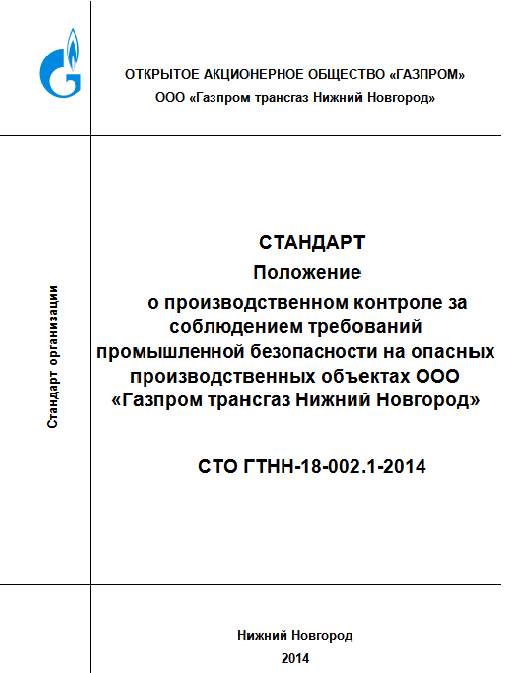 ОТКРЫТОЕ АКЦИОНЕРНОЕ ОБЩЕСТВО «ГАЗПРОМ»
ООО «Газпром трансгаз Нижний Новгород»
Стандарт организации
СТАНДАРТ
Положение
о производственном контроле за
соблюдением требований
промышленной безопасности на опасных
производственных объектах ООО
«Газпром трансгаз Нижний Новгород»
СТО ГТНН-18-002.1-2014
Нижний Новгород
2014